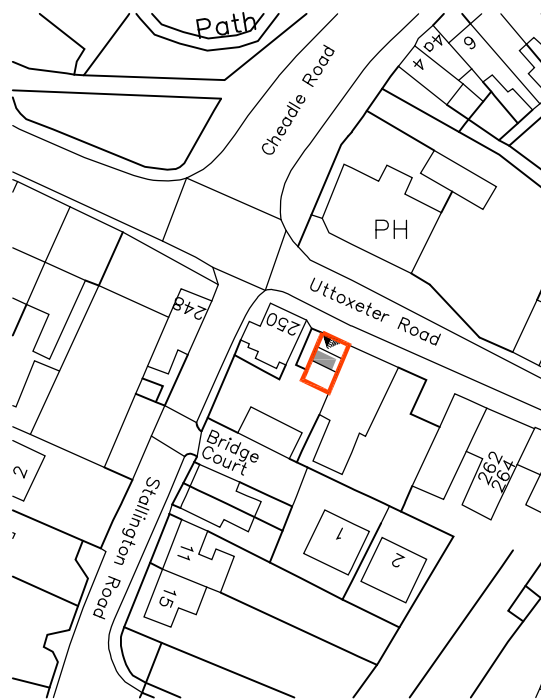 Path
Cheadle Road
4
4a
6
PH
Uttoxeter Road
248
250
Bridge
Court
262
264
2
Stallington Road
1
2
11
15